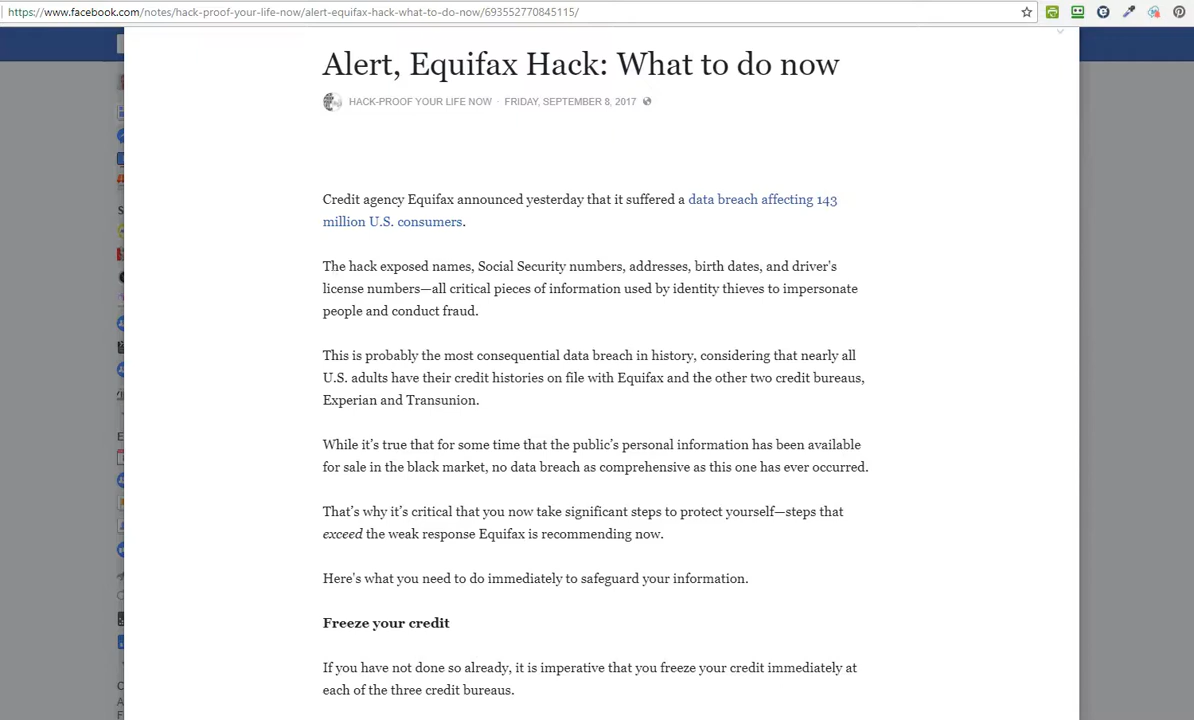 https://www.facebook.com/notes/hack-proof-your-life-now/alert-equifax-hack-what-to-do-now/693552770845115/
Alert, Equifax Hack: What to do now
HACK-PROOF YOUR LIFE NOW · FRIDAY, SEPTEMBER 8, 2017
Credit agency Equifax announced yesterday that it suffered a data breach affecting 143
million U.S. consumers.
The hack exposed names, Social Security numbers, addresses, birth dates, and driver's
license numbers—all critical pieces of information used by identity thieves to impersonate
people and conduct fraud.
This is probably the most consequential data breach in history, considering that nearly all
U.S. adults have their credit histories on file with Equifax and the other two credit bureaus,
Experian and Transunion.
While it’s true that for some time that the public’s personal information has been available
for sale in the black market, no data breach as comprehensive as this one has ever occurred.
That’s why it’s critical that you now take significant steps to protect yourself—steps that
exceed the weak response Equifax is recommending now.
Here's what you need to do immediately to safeguard your information.
Freeze your credit
If you have not done so already, it is imperative that you freeze your credit immediately at
each of the three credit bureaus.